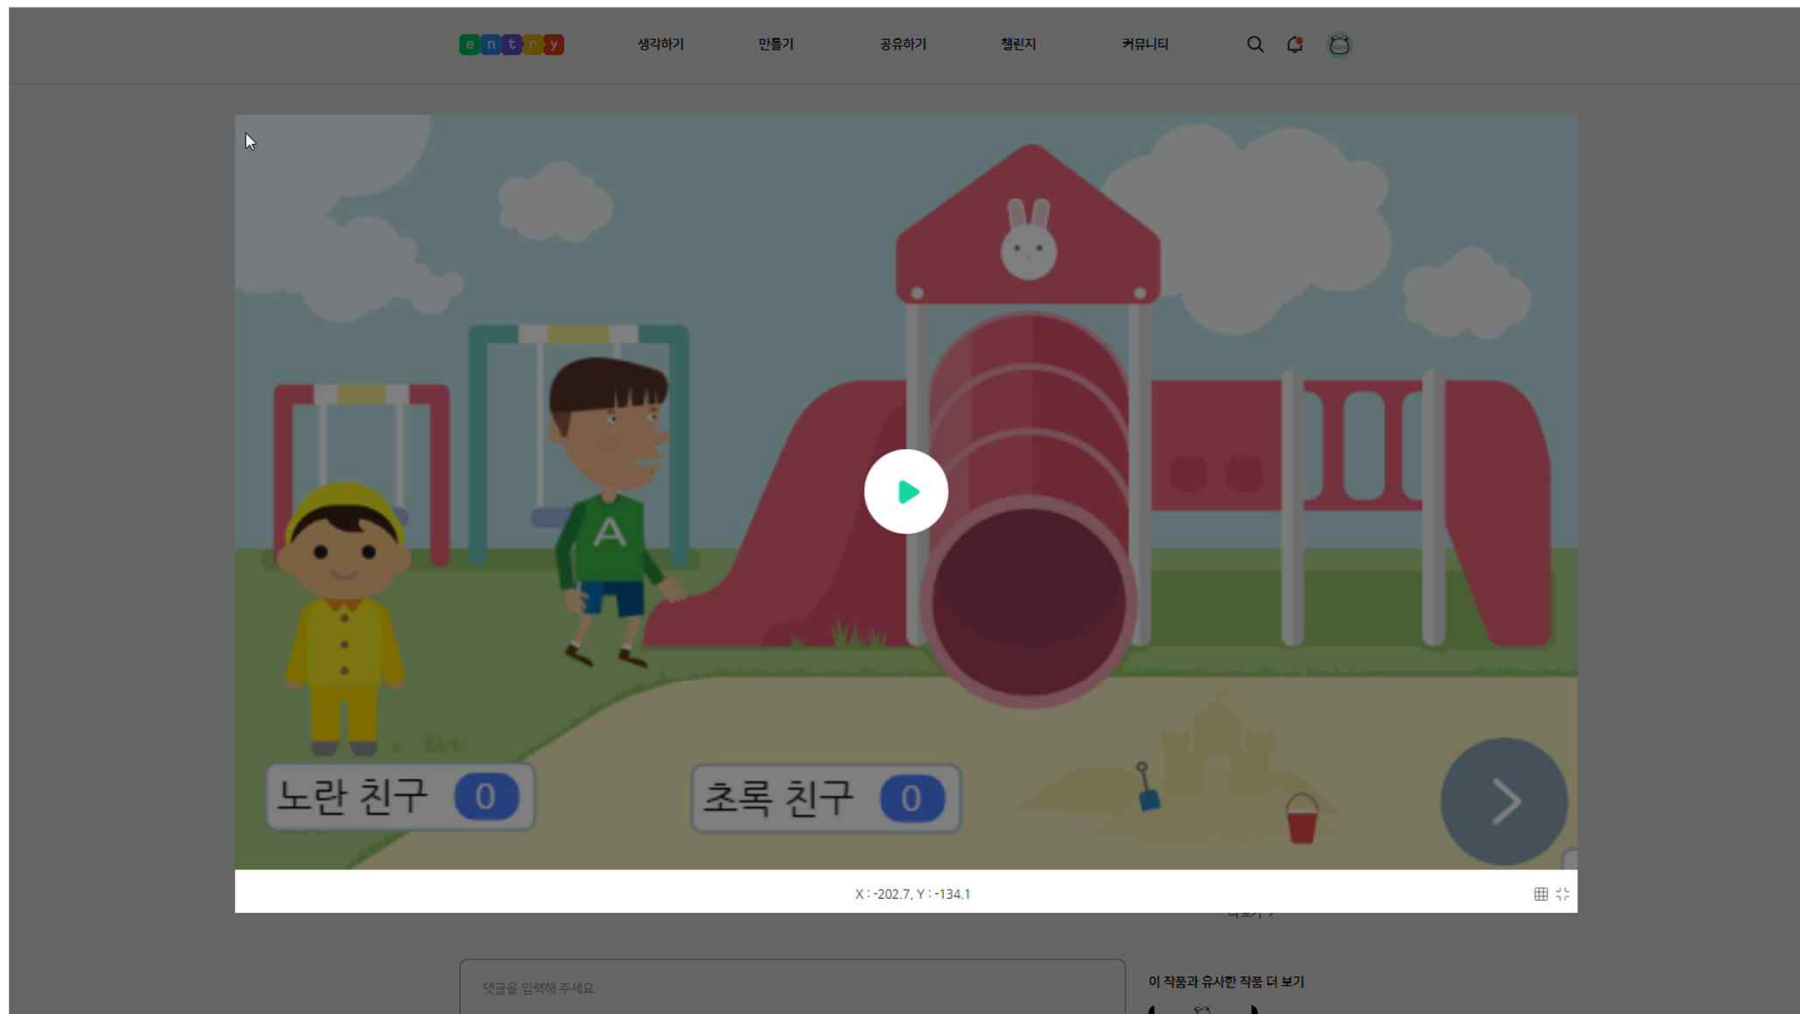 entry 생각하기 만들기 공유하기 챌린지 커뮤니티
A
노란 친구 0
초록 친구 0
X : -202.7, Y : -134.1
댓글을 입력해 주세요
이 작품과 유사한 작품 더 보기